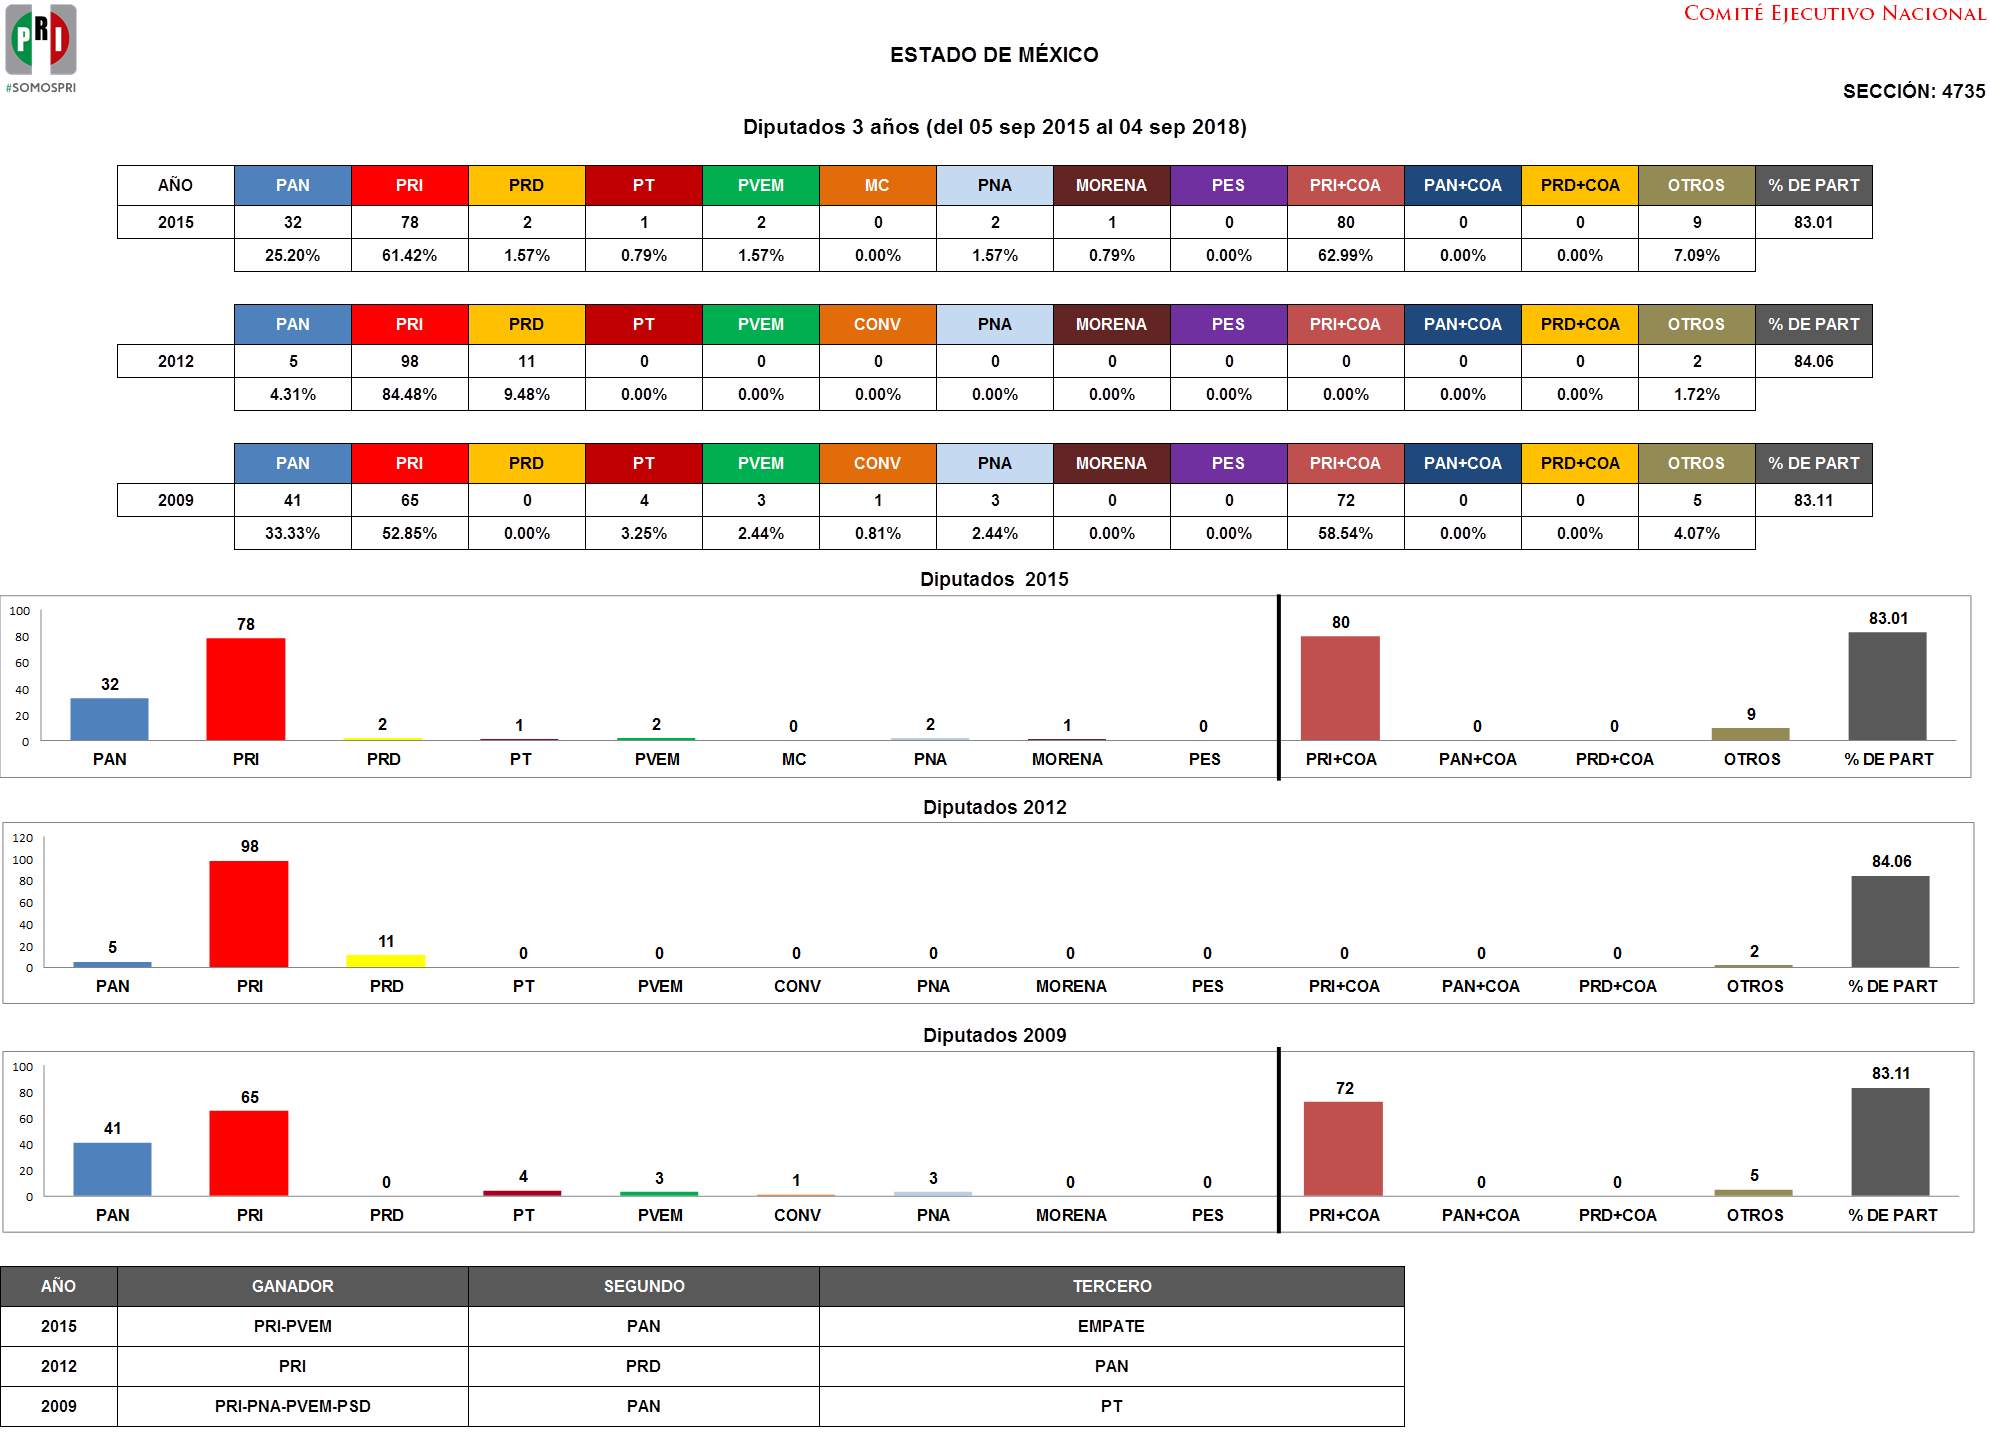 PRI
#SOMOSPRI
COMITÉ EJECUTIVO NACIONAL
ESTADO DE MÉXICO
SECCIÓN: 4735
Diputados 3 años (del 05 sep 2015 al 04 sep 2018)
AÑO PAN PRI PRD PT PVEM MC PNA MORENA PES PRI+COA PAN+COA PRD+COA OTROS % DE PART
2015 32 78 2 1 2 0 2 1 0 80 0 0 9 83.01
25.20% 61.42% 1.57% 0.79% 1.57% 0.00% 1.57% 0.79% 0.00% 62.99% 0.00% 0.00% 7.09%
PAN PRI PRD PT PVEM CONV PNA MORENA PES PRI+COA PAN+COA PRD+COA OTROS % DE PART
2012 5 98 11 0 0 0 0 0 0 0 0 0 2 84.06
4.31% 84.48% 9.48% 0.00% 0.00% 0.00% 0.00% 0.00% 0.00% 0.00% 0.00% 0.00% 1.72%
PAN PRI PRD PT PVEM CONV PNA MORENA PES PRI+COA PAN+COA PRD+COA OTROS % DE PART
2009 41 65 0 4 3 1 3 0 0 72 0 0 5 83.11
33.33% 52.85% 0.00% 3.25% 2.44% 0.81% 2.44% 0.00% 0.00% 58.54% 0.00% 0.00% 4.07%
Diputados 2015
100
80
60
40
20
0
32 78 2 1 2 0 2 1 0 80 0 0 9 83.01
PAN PRI PRD PT PVEM MC PNA MORENA PES PRI+COA PAN+COA PRD+COA OTROS % DE PART
Diputados 2012
120
100
80
60
40
20
0
5 98 11 0 0 0 0 0 0 0 0 0 2 84.06
PAN PRI PRD PT PVEM CONV PNA MORENA PES PRI+COA PAN+COA PRD+COA OTROS % DE PART
Diputados 2009
100
80
60
40
20
0
41 65 0 4 3 1 3 0 0 72 0 0 5 83.11
PAN PRI PRD PT PVEM CONV PNA MORENA PES PRI+COA PAN+COA PRD+COA OTROS % DE PART
AÑO GANADOR SEGUNDO TERCERO
2015 PRI-PVEM PAN EMPATE
2012 PRI PRD PAN
2009 PRI-PNA-PVEM-PSD PAN PT